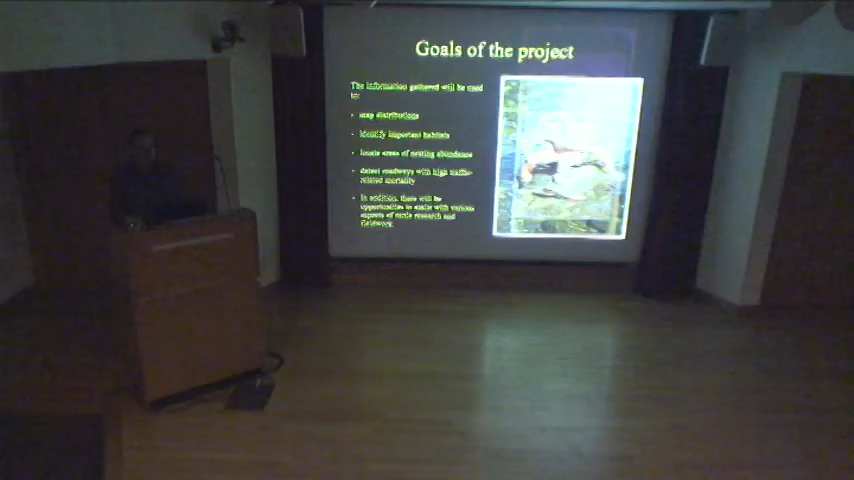 Goals of the project
The information gathered will be used
to:
- map distributions
- identify important habitats
- locate areas of nesting abundance
- detect roadways with high traffic-
related mortality
- In addition, there will be
opportunities to assist with various
aspects of turtle research and
fieldwork.